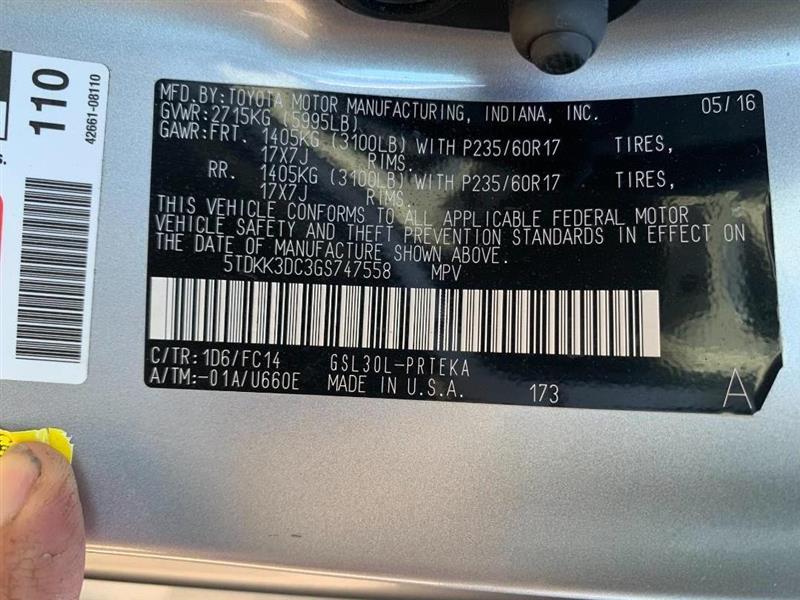 110
42661-08110
s.
MFD.BY:TOYOTA MOTOR MANUFACTURING, INDIANA, INC. 05/16
GVWR:2715KG (5995LB)
GAWR:FRT. 1405KG (3100LB) WITH P235/60R17 TIRES,
17X7J RIMS.
RR. 1405KG (3100LB) WITH P235/60R17 TIRES,
17X7J RIMS.
THIS VEHICLE CONFORMS TO ALL APPLICABLE FEDERAL MOTOR
VEHICLE SAFETY AND THEFT PREVENTION STANDARDS IN EFFECT ON
THE DATE OF MANUFACTURE SHOWN ABOVE.
5TDKK3DC3GS747558 MPV
C/TR:1D6/FC14 GSL30L-PRTEKA
A/TM:-01A/U660E MADE IN U.S.A. 173 A